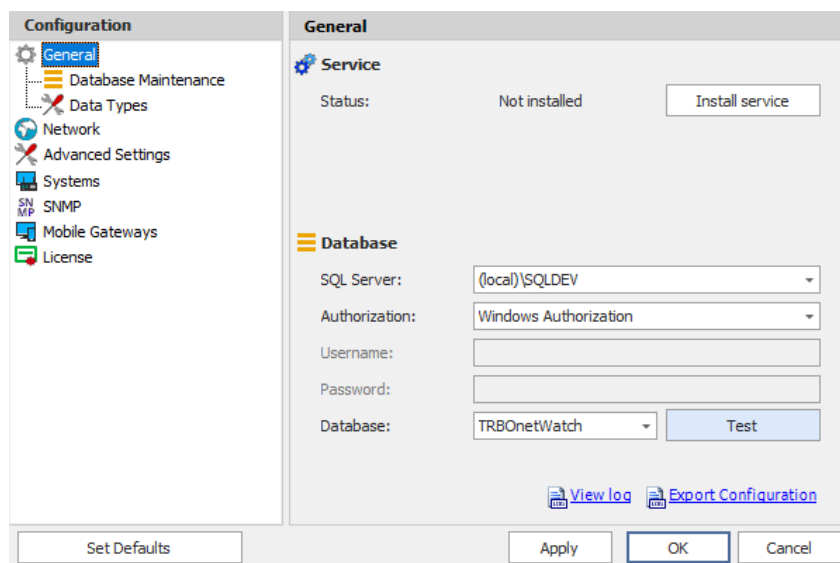 Configuration
General
Database Maintenance
Data Types
Network
Advanced Settings
Systems
SNMP
Mobile Gateways
License
General
Service
Status: Not installed Install service
Database
SQL Server: (local)\SQLDEV
Authorization: Windows Authorization
Username:
Password:
Database: TRBOnetWatch Test
View log Export Configuration
Set Defaults Apply OK Cancel